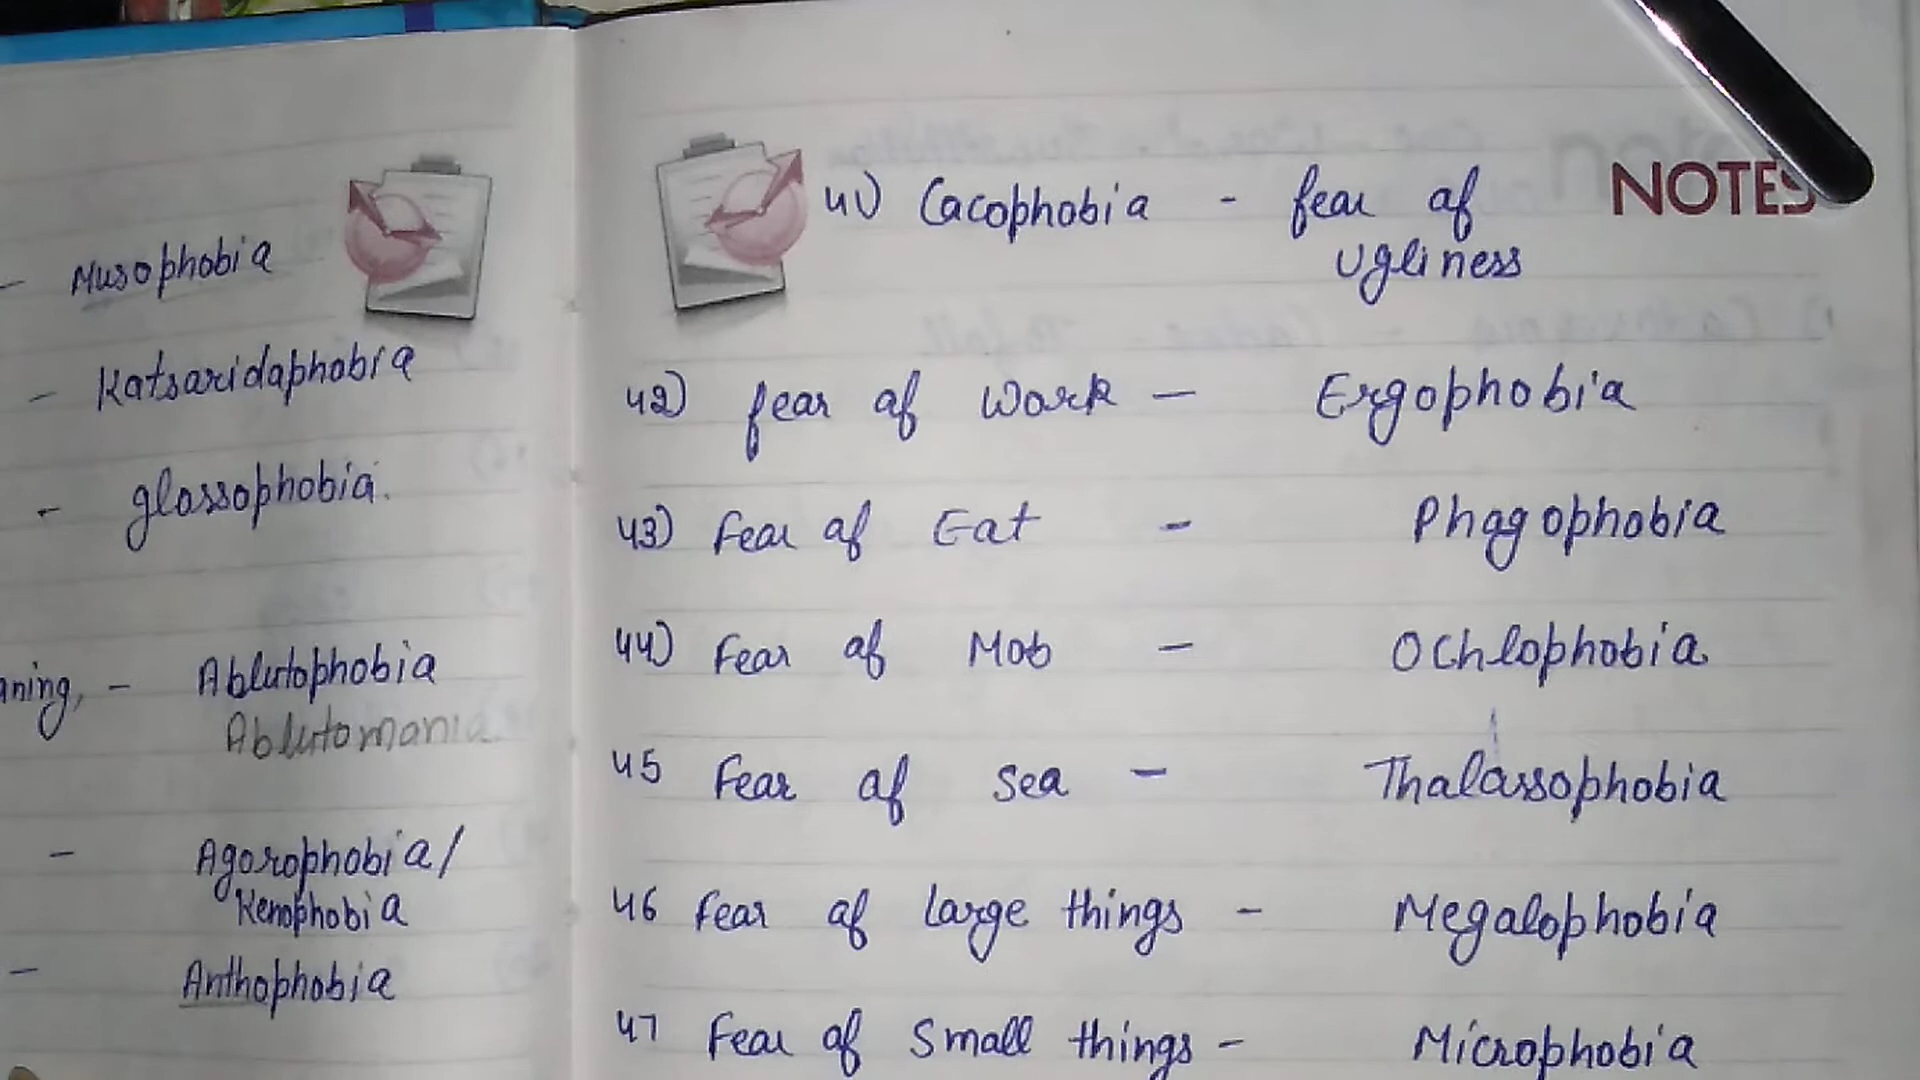 - Musophobia
- Katsaridaphobia
- glossophobia.
aning, - Ablutophobia
Ablutomania
- Agorophobia/
Kenophobia
- Anthophobia
NOTES
41) Cacophobia - fear of
Ugliness
42) fear of Work - Ergophobia
43) Fear of Eat - Phagophobia
44) Fear of Mob - Ochlophobia
45 Fear of Sea - Thalassophobia
46 Fear of large things - Megalophobia
47 Fear of Small things - Microphobia